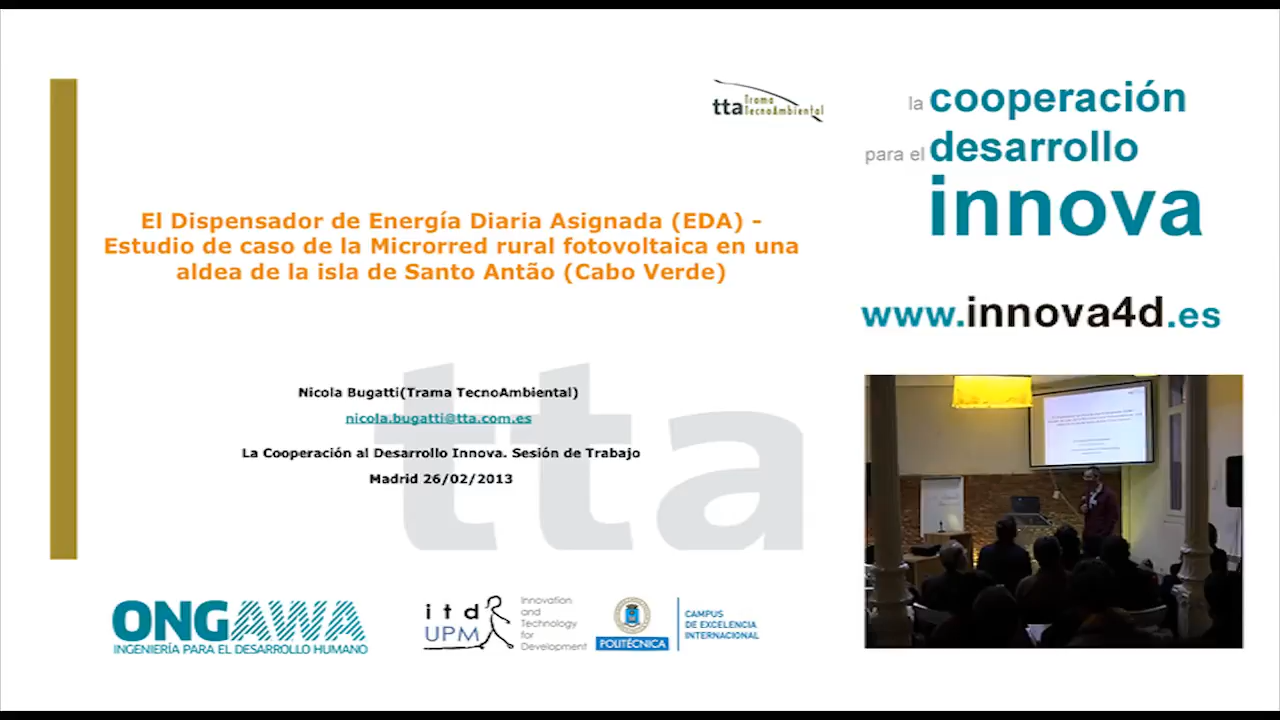 tta Trama
TecnoAmbiental
El Dispensador de Energía Diaria Asignada (EDA) -
Estudio de caso de la Microrred rural fotovoltaica en una
aldea de la isla de Santo Antão (Cabo Verde)
tta
Nicola Bugatti(Trama TecnoAmbiental)
nicola.bugatti@tta.com.es
La Cooperación al Desarrollo Innova. Sesión de Trabajo
Madrid 26/02/2013
ONGAWA
INGENIERÍA PARA EL DESARROLLO HUMANO
itd
UPM
Innovation
and
Technology
for
Development
POLITÉCNICA
CAMPUS
DE EXCELENCIA
INTERNACIONAL
la cooperación
para el desarrollo
innova
www.innova4d.es